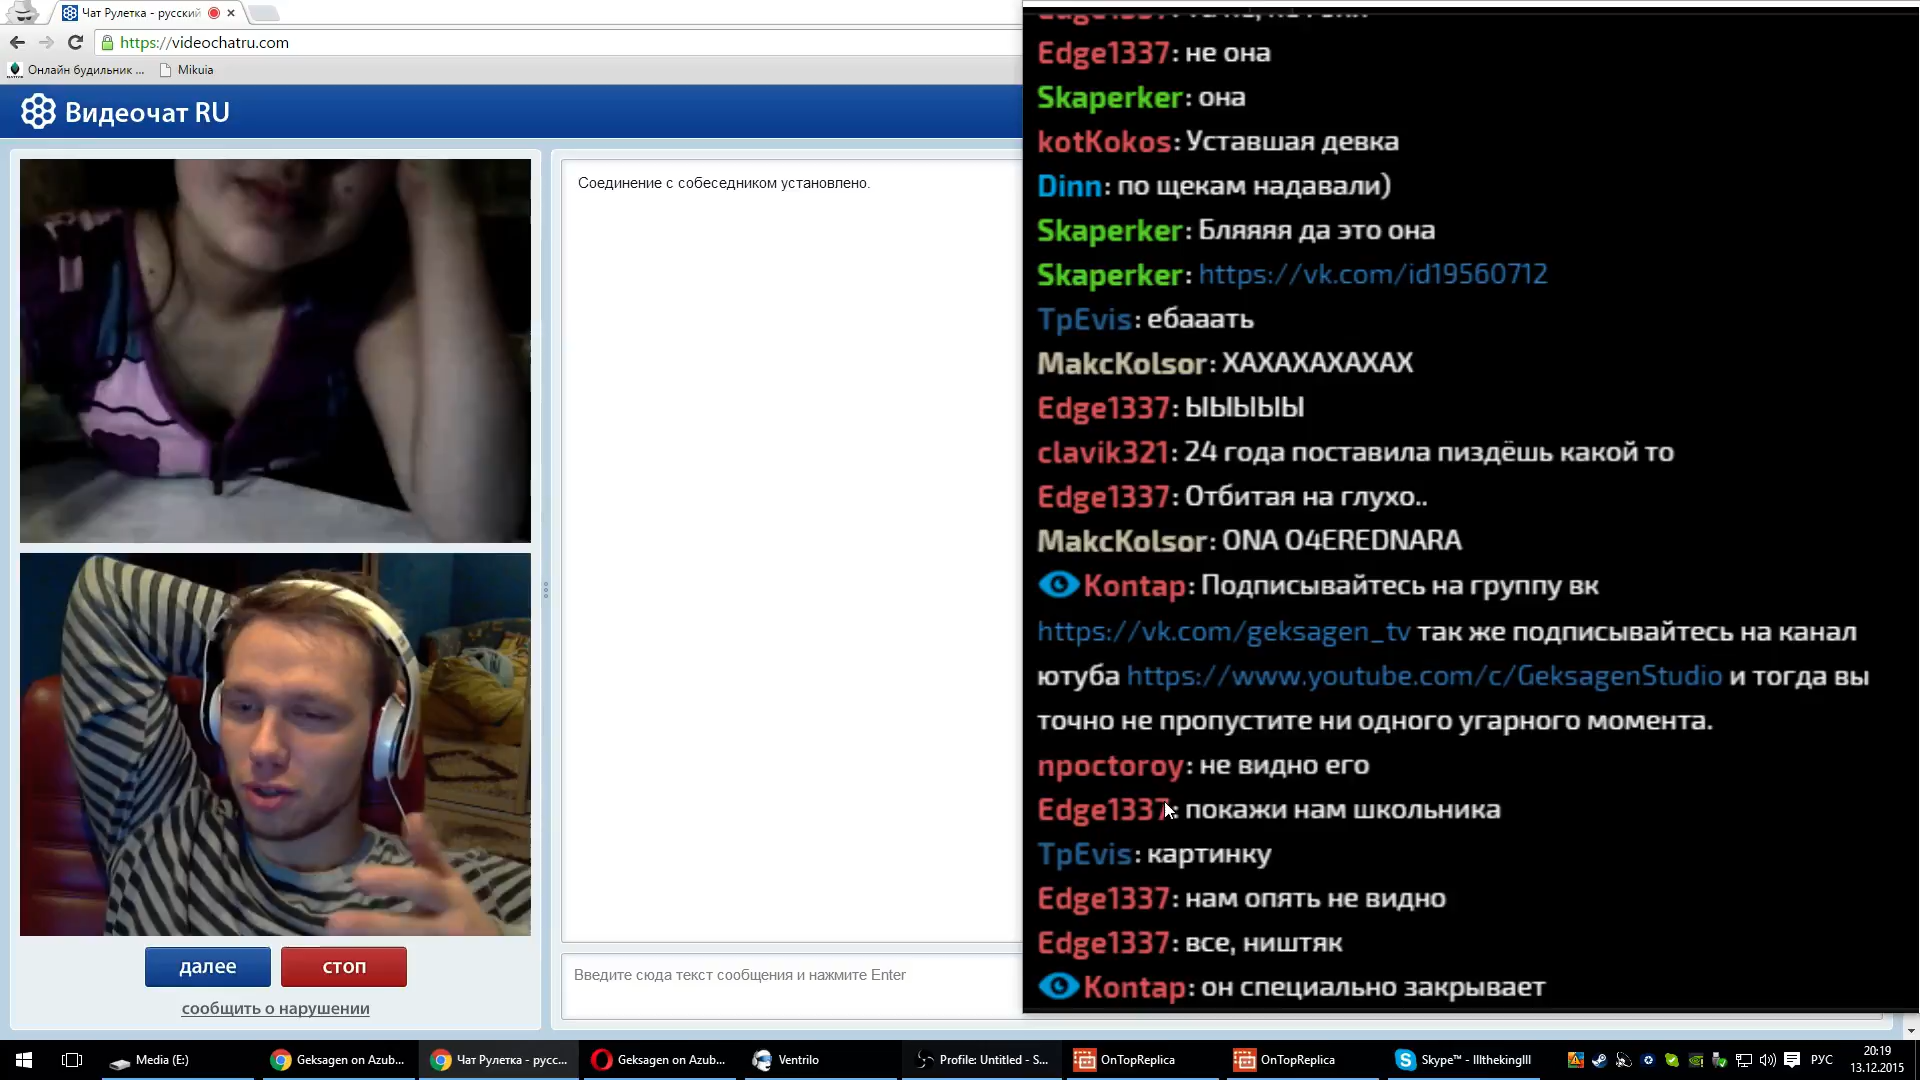 Чат Рулетка - русский
https://videochatru.com
Онлайн будильник ...
Mikuia
Видеочат RU
Соединение с собеседником установлено.
Введите сюда текст сообщения и нажмите Enter
далее
стоп
сообщить о нарушении
Edge1337: не она
Skaperker: она
kotKokos: Уставшая девка
Dinn: по щекам надавали)
Skaperker: Бляяяя да это она
Skaperker: https://vk.com/id19560712
TpEvis: ебааать
MakcKolsor: ХАХАХАХАХАХ
Edge1337: ЫЫЫЫЫ
clavik321: 24 года поставила пиздёшь какой то
Edge1337: Отбитая на глухо..
MakcKolsor: ONA O4EREDNARA
Kontap: Подписывайтесь на группу вк
https://vk.com/geksagen_tv так же подписывайтесь на канал
ютуба https://www.youtube.com/c/GeksagenStudio и тогда вы
точно не пропустите ни одного угарного момента.
npoctoroy: не видно его
Edge1337: покажи нам школьника
TpEvis: картинку
Edge1337: нам опять не видно
Edge1337: все, ништяк
Kontap: он специально закрывает
Media (E:)
Geksagen on Azub...
Чат Рулетка - русс...
Geksagen on Azub...
Ventrilo
Profile: Untitled - S...
OnTopReplica
OnTopReplica
Skype™ - IllthekingIII
РУС
20:19
13.12.2015